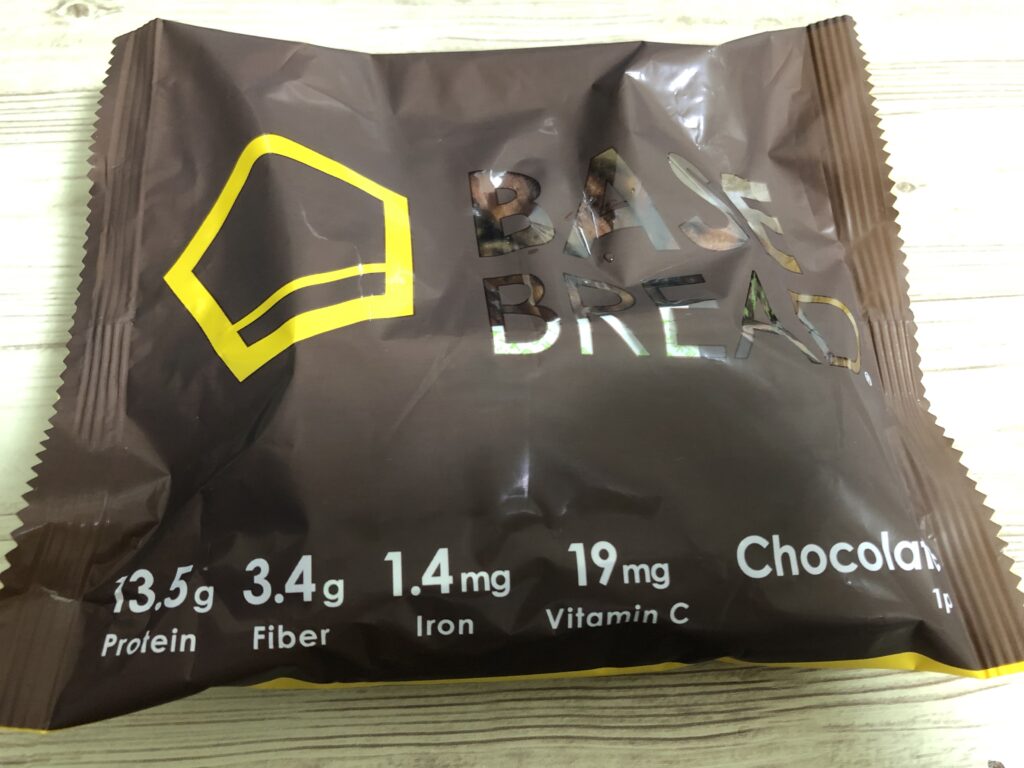 BASE
BREAD®
13.5g 3.4g 1.4mg 19mg Chocolate
Protein Fiber Iron Vitamin C